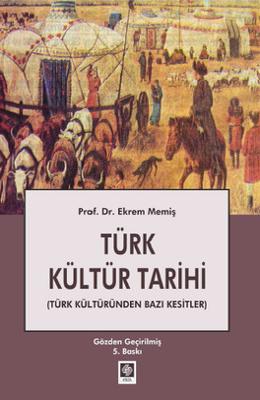 Prof. Dr. Ekrem Memiş
TÜRK
KÜLTÜR TARİHİ
(TÜRK KÜLTÜRÜNDEN BAZI KESİTLER)
Gözden Geçirilmiş
5. Baskı